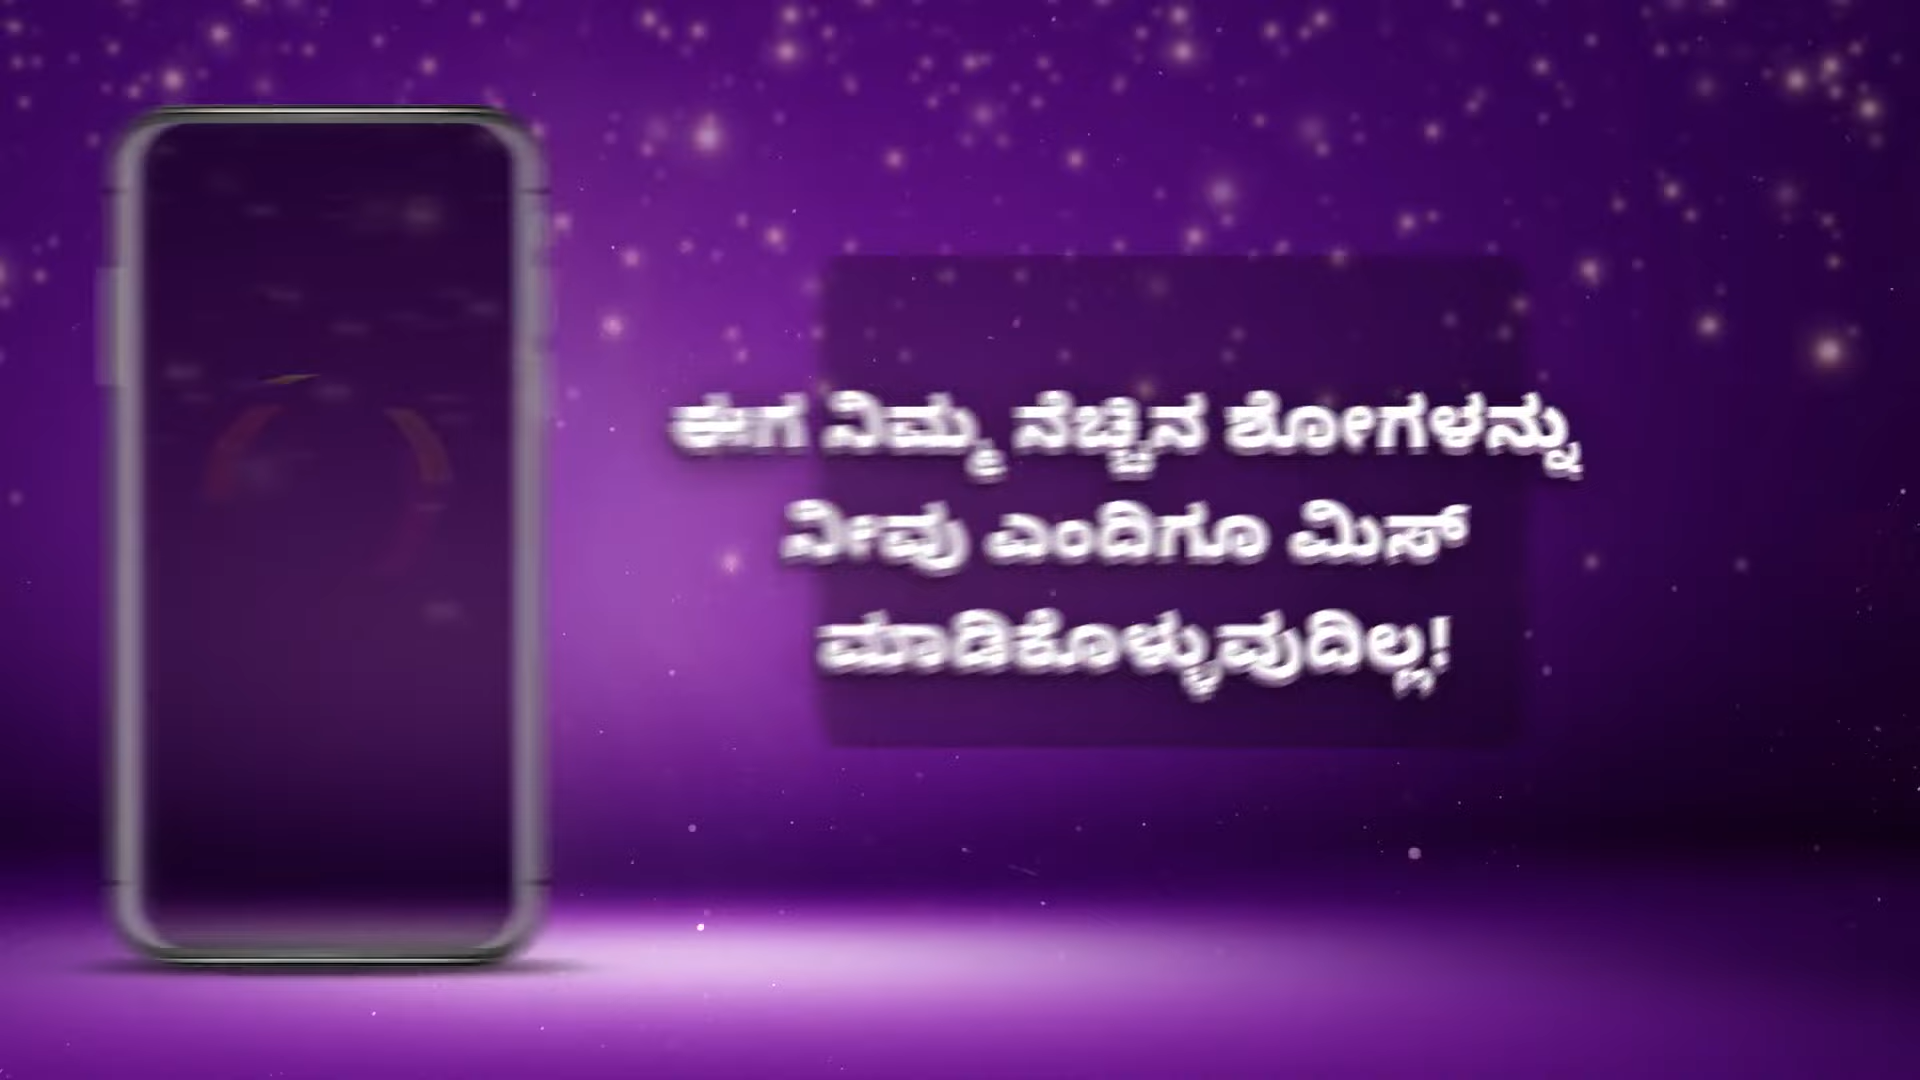 ಈಗ ನಿಮ್ಮ ನೆಚ್ಚಿನ ಶೋಗಳನ್ನು
ನೀವು ಎಂದಿಗೂ ಮಿಸ್
ಮಾಡಿಕೊಳ್ಳುವುದಿಲ್ಲ!